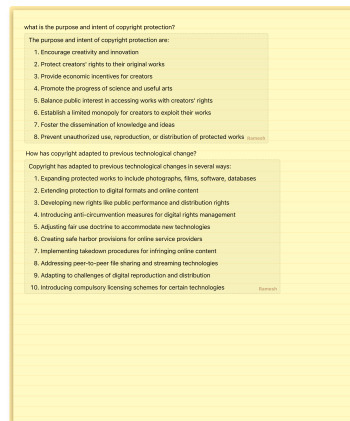 what is the purpose and intent of copyright protection?
The purpose and intent of copyright protection are:
1. Encourage creativity and innovation
2. Protect creators' rights to their original works
3. Provide economic incentives for creators
4. Promote the progress of science and useful arts
5. Balance public interest in accessing works with creators' rights
6. Establish a limited monopoly for creators to exploit their works
7. Foster the dissemination of knowledge and ideas
8. Prevent unauthorized use, reproduction, or distribution of protected works Ramesh
How has copyright adapted to previous technological change?
Copyright has adapted to previous technological changes in several ways:
1. Expanding protected works to include photographs, films, software, databases
2. Extending protection to digital formats and online content
3. Developing new rights like public performance and distribution rights
4. Introducing anti-circumvention measures for digital rights management
5. Adjusting fair use doctrine to accommodate new technologies
6. Creating safe harbor provisions for online service providers
7. Implementing takedown procedures for infringing online content
8. Addressing peer-to-peer file sharing and streaming technologies
9. Adapting to challenges of digital reproduction and distribution
10. Introducing compulsory licensing schemes for certain technologies Ramesh